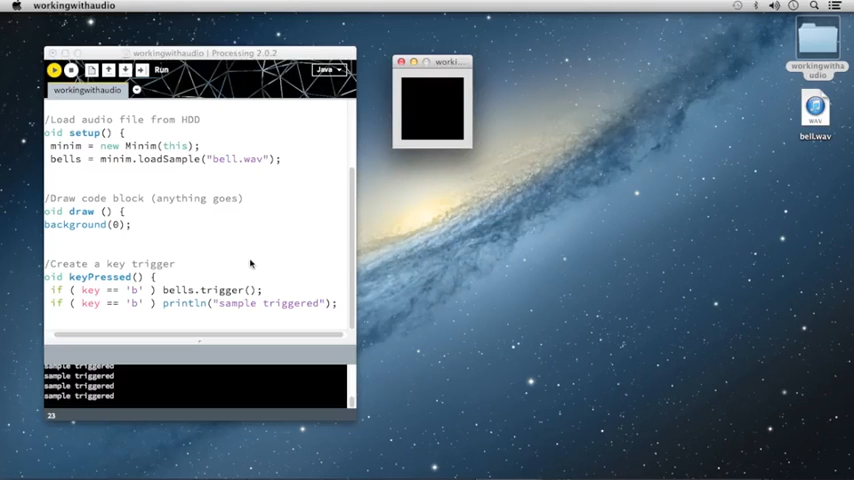 workingwithaudio
workingwithaudio | Processing 2.0.2
Run
Java
workingwithaudio
/Load audio file from HDD
oid setup() {
minim = new Minim(this);
bells = minim.loadSample("bell.wav");
/Draw code block (anything goes)
oid draw () {
background(0);
/Create a key trigger
oid keyPressed() {
if ( key == 'b' ) bells.trigger();
if ( key == 'b' ) println("sample triggered");
sample triggered
sample triggered
sample triggered
sample triggered
23
worki...
workingwitha
udio
WAV
bell.wav